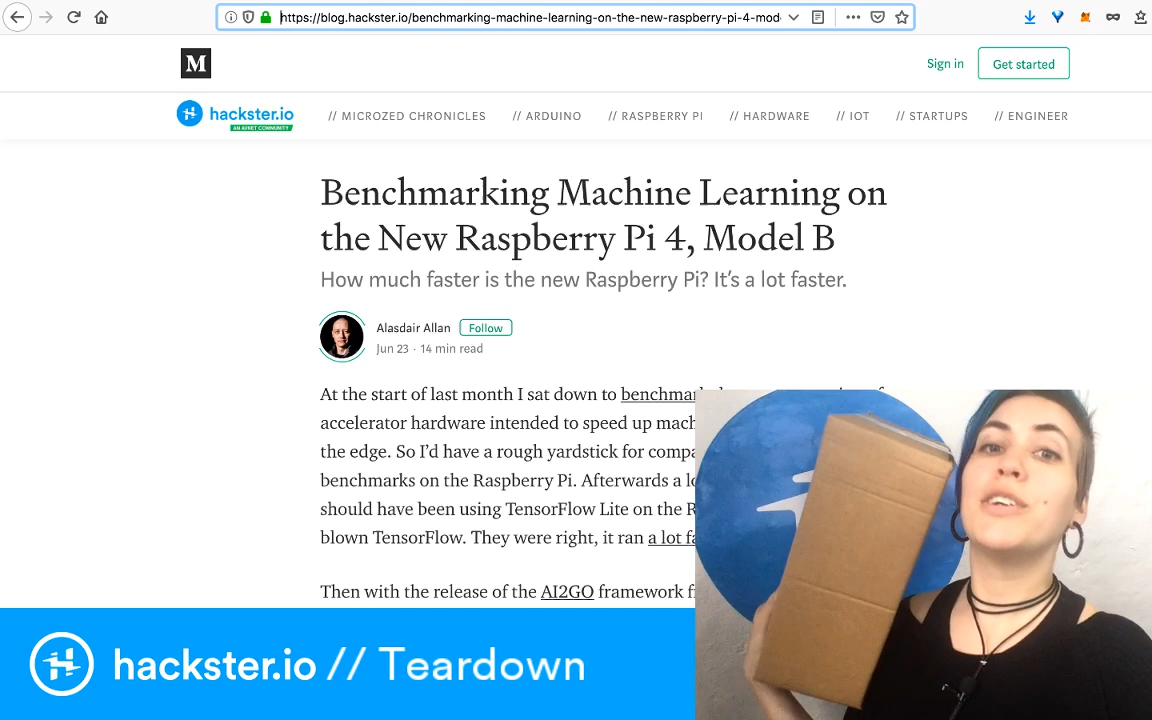 https://blog.hackster.io/benchmarking-machine-learning-on-the-new-raspberry-pi-4-mod
M
Sign in
Get started
hackster.io
AN AVNET COMMUNITY
// MICROZED CHRONICLES
// ARDUINO
// RASPBERRY PI
// HARDWARE
// IOT
// STARTUPS
// ENGINEER
Benchmarking Machine Learning on
the New Raspberry Pi 4, Model B
How much faster is the new Raspberry Pi? It’s a lot faster.
Alasdair Allan
Follow
Jun 23 · 14 min read
At the start of last month I sat down to
accelerator hardware intended to speed up
the edge. So I’d have a rough yardstick for
benchmarks on the Raspberry Pi. Afterwards a
should have been using TensorFlow Lite on the
blown TensorFlow. They were right, it ran a
Then with the release of the AI2GO framework
hackster.io // Teardown